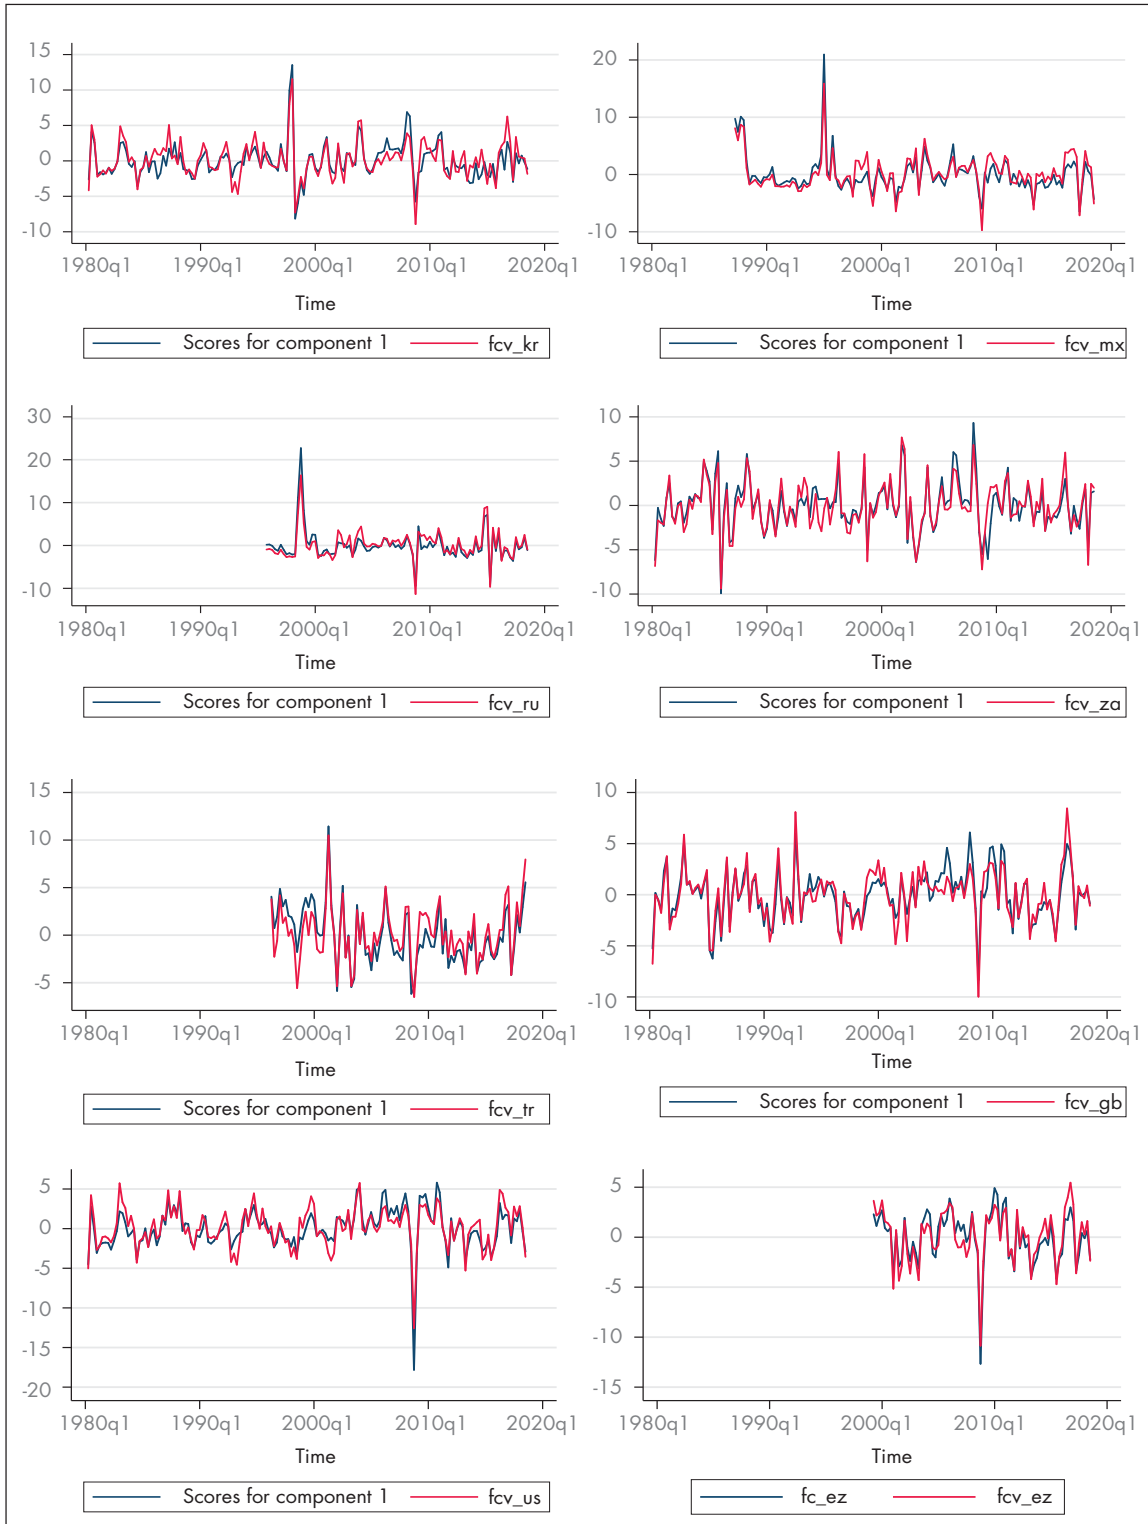 15
10
5
0
-5
-10
1980q1 1990q1 2000q1 2010q1 2020q1
Time
Scores for component 1 fcv_kr
20
10
0
-10
1980q1 1990q1 2000q1 2010q1 2020q1
Time
Scores for component 1 fcv_mx
30
20
10
0
-10
1980q1 1990q1 2000q1 2010q1 2020q1
Time
Scores for component 1 fcv_ru
10
5
0
-5
-10
1980q1 1990q1 2000q1 2010q1 2020q1
Time
Scores for component 1 fcv_za
15
10
5
0
-5
1980q1 1990q1 2000q1 2010q1 2020q1
Time
Scores for component 1 fcv_tr
10
5
0
-5
-10
1980q1 1990q1 2000q1 2010q1 2020q1
Time
Scores for component 1 fcv_gb
5
0
-5
-10
-15
-20
1980q1 1990q1 2000q1 2010q1 2020q1
Time
Scores for component 1 fcv_us
5
0
-5
-10
-15
1980q1 1990q1 2000q1 2010q1 2020q1
Time
fc_ez fcv_ez